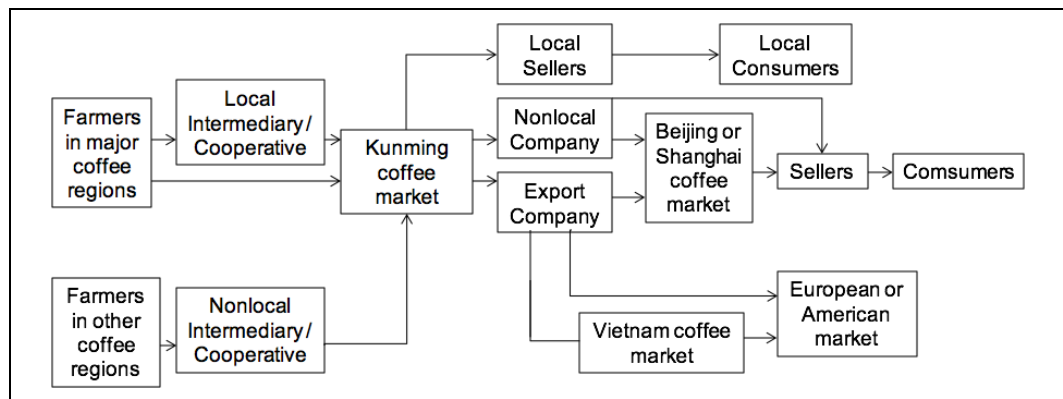 Local
Sellers
Local
Consumers
Farmers
in major
coffee
regions
Local
Intermediary /
Cooperative
Kunming
coffee
market
Nonlocal
Company
Export
Company
Beijing or
Shanghai
coffee
market
Sellers
Comsumers
Farmers
in other
coffee
regions
Nonlocal
Intermediary /
Cooperative
Vietnam coffee
market
European or
American
market